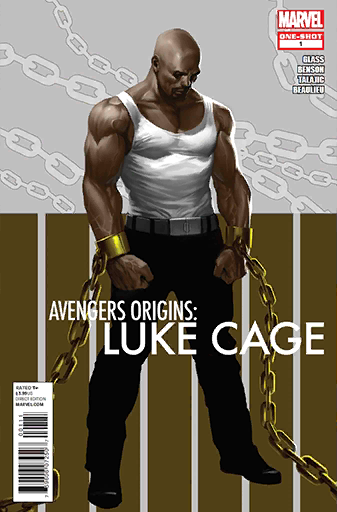 MARVEL
ONE-SHOT
1
GLASS
BENSON
TALAJIC
BEAULIEU
AVENGERS ORIGINS:
LUKE CAGE
RATED T+
$3.99US
DIRECT EDITION
MARVEL.COM
00111